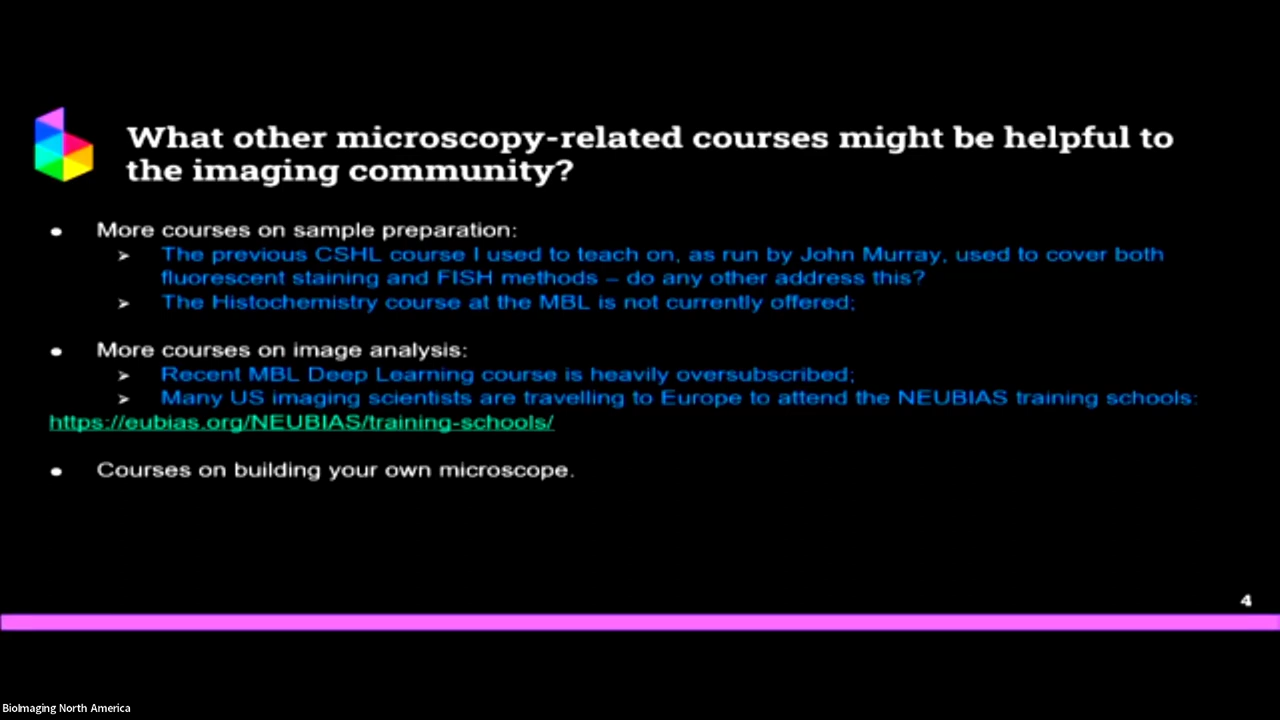 What other microscopy-related courses might be helpful to
the imaging community?
● More courses on sample preparation:
➢ The previous CSHL course I used to teach on, as run by John Murray, used to cover both
fluorescent staining and FISH methods – do any other address this?
➢ The Histochemistry course at the MBL is not currently offered;
● More courses on image analysis:
➢ Recent MBL Deep Learning course is heavily oversubscribed;
➢ Many US imaging scientists are travelling to Europe to attend the NEUBIAS training schools:
https://eubias.org/NEUBIAS/training-schools/
● Courses on building your own microscope.
4
BioImaging North America